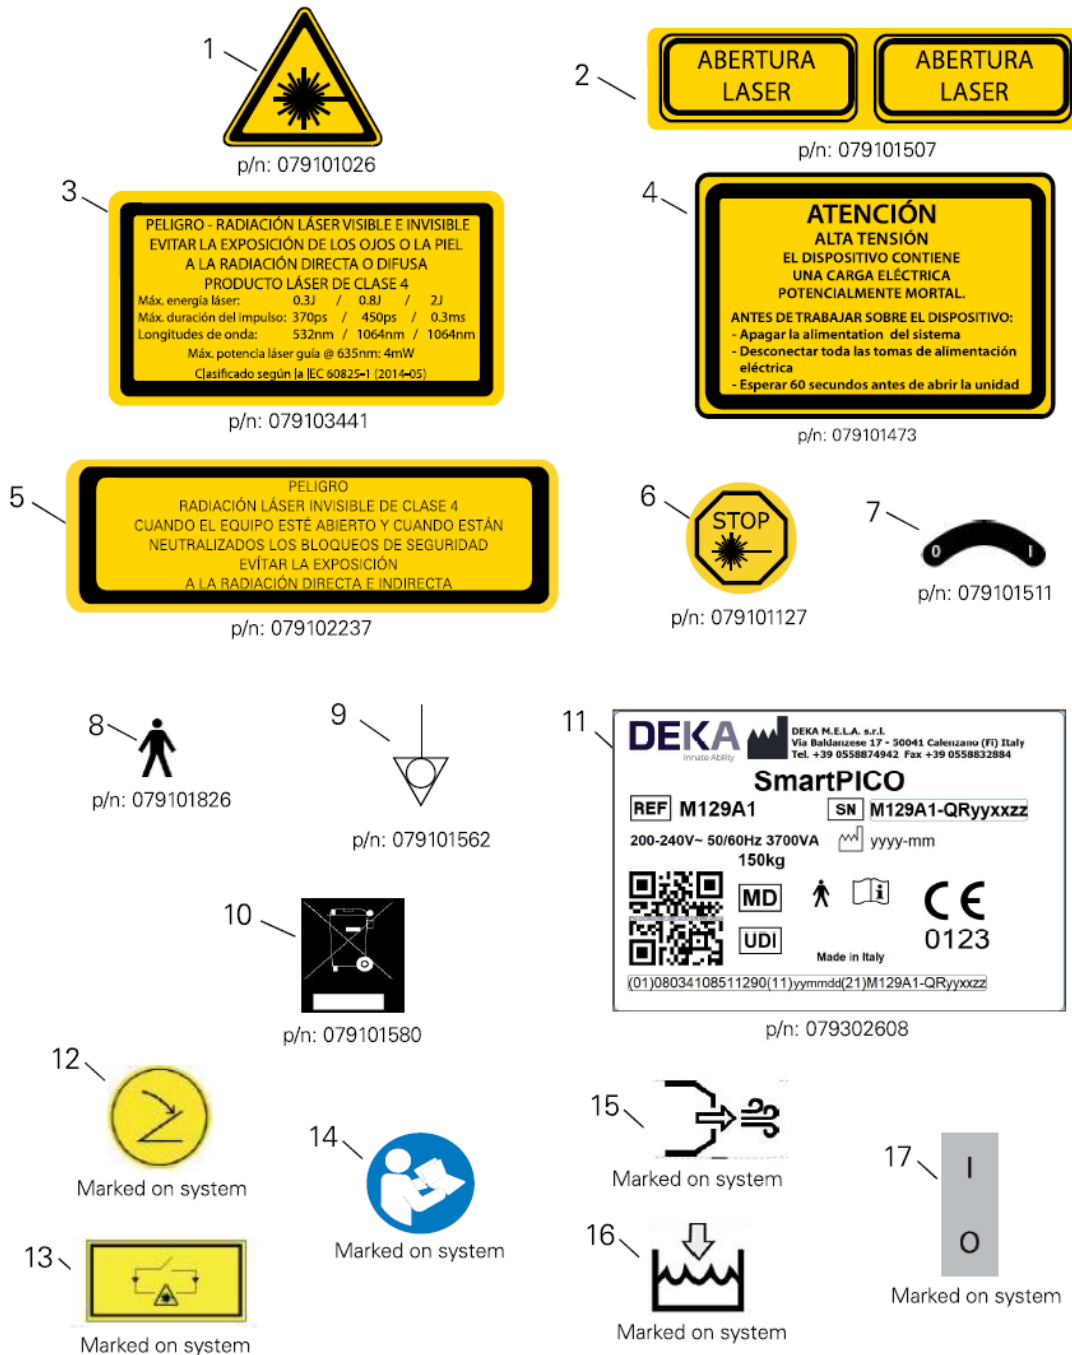 1
p/n: 079101026
2
ABERTURA
LASER
ABERTURA
LASER
p/n: 079101507
3
PELIGRO - RADIACIÓN LÁSER VISIBLE E INVISIBLE
EVITAR LA EXPOSICIÓN DE LOS OJOS O LA PIEL
A LA RADIACIÓN DIRECTA O DIFUSA
PRODUCTO LÁSER DE CLASE 4
Máx. energía láser: 0.3J / 0.8J / 2J
Máx. duración del impulso: 370ps / 450ps / 0.3ms
Longitudes de onda: 532nm / 1064nm / 1064nm
Máx. potencia láser guía @ 635nm: 4mW
Clasificado según la IEC 60825-1 (2014-05)
p/n: 079103441
4
ATENCIÓN
ALTA TENSIÓN
EL DISPOSITIVO CONTIENE
UNA CARGA ELÉCTRICA
POTENCIALMENTE MORTAL.
ANTES DE TRABAJAR SOBRE EL DISPOSITIVO:
- Apagar la alimentation del sistema
- Desconectar toda las tomas de alimentación
eléctrica
- Esperar 60 secundos antes de abrir la unidad
p/n: 079101473
5
PELIGRO
RADIACIÓN LÁSER INVISIBLE DE CLASE 4
CUANDO EL EQUIPO ESTÉ ABIERTO Y CUANDO ESTÁN
NEUTRALIZADOS LOS BLOQUEOS DE SEGURIDAD
EVÍTAR LA EXPOSICIÓN
A LA RADIACIÓN DIRECTA E INDIRECTA
p/n: 079102237
6
STOP
p/n: 079101127
7
O I
p/n: 079101511
8
p/n: 079101826
9
p/n: 079101562
10
p/n: 079101580
11
DEKA
Innate Ability
DEKA M.E.L.A. s.r.l.
Via Baldanzese 17 - 50041 Calenzano (Fi) Italy
Tel. +39 0558874942 Fax +39 0558832884
SmartPICO
REF M129A1
SN M129A1-QRyyxxzz
200-240V~ 50/60Hz 3700VA
yyyy-mm
150kg
MD
UDI
CE
0123
Made in Italy
(01)08034108511290(11)yymmdd(21)M129A1-QRyyxxzz
p/n: 079302608
12
Marked on system
13
Marked on system
14
Marked on system
15
Marked on system
16
Marked on system
17
I
O
Marked on system